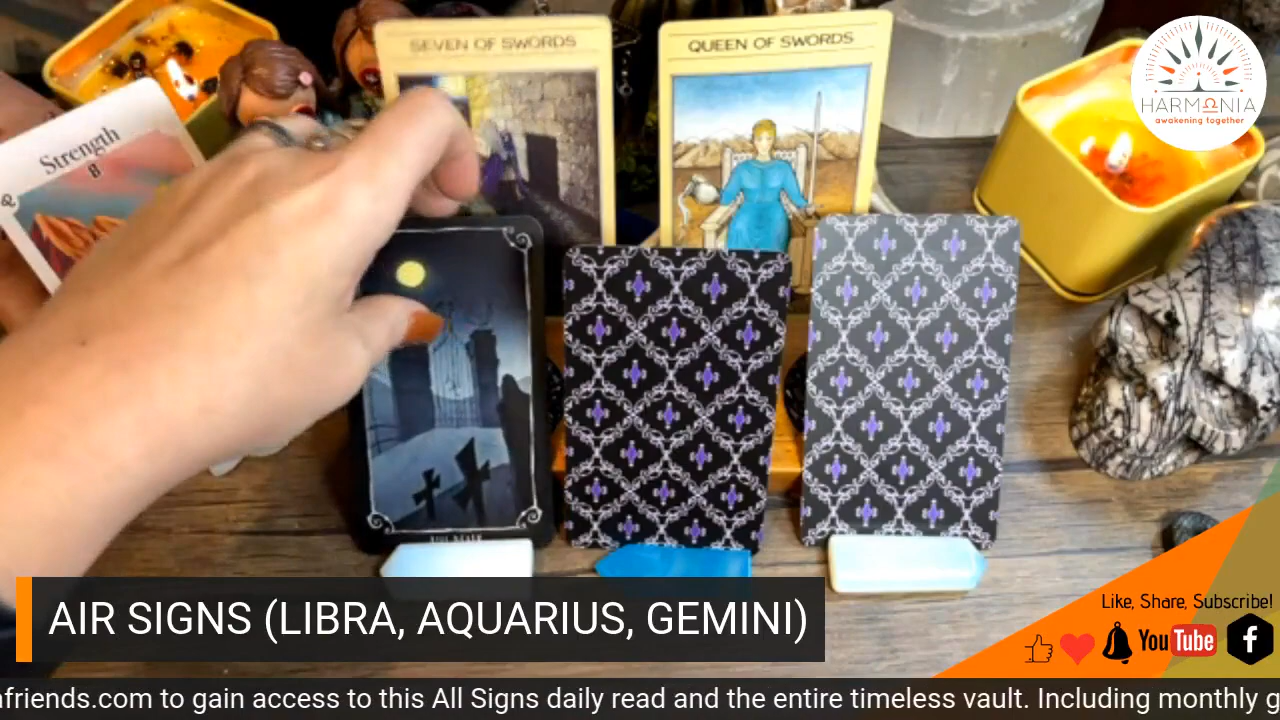 SEVEN OF SWORDS
QUEEN OF SWORDS
HARMONIA
awakening together
Strength
8
AIR SIGNS (LIBRA, AQUARIUS, GEMINI)
Like, Share, Subscribe!
YouTube
nfriends.com to gain access to this All Signs daily read and the entire timeless vault. Including monthly g